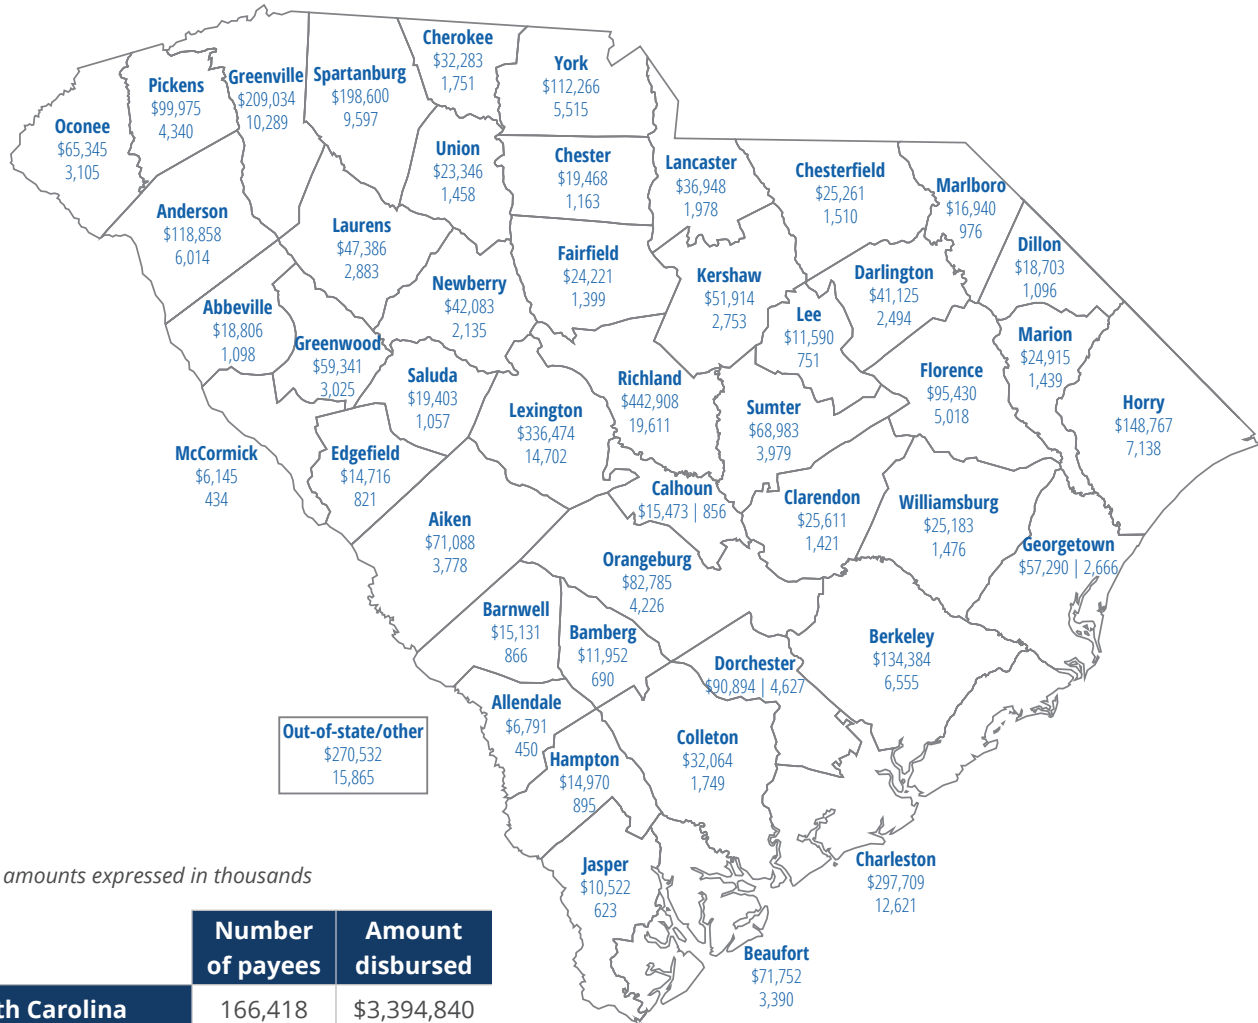 Cherokee
$32,283
1,751
York
$112,266
5,515
Pickens
$99,975
4,340
Greenville
$209,034
10,289
Spartanburg
$198,600
9,597
Oconee
$65,345
3,105
Union
$23,346
1,458
Chester
$19,468
1,163
Lancaster
$36,948
1,978
Chesterfield
$25,261
1,510
Marlboro
$16,940
976
Anderson
$118,858
6,014
Laurens
$47,386
2,883
Fairfield
$24,221
1,399
Dillon
$18,703
1,096
Newberry
$42,083
2,135
Kershaw
$51,914
2,753
Darlington
$41,125
2,494
Abbeville
$18,806
1,098
Lee
$11,590
751
Marion
$24,915
1,439
Greenwood
$59,341
3,025
Saluda
$19,403
1,057
Richland
$442,908
19,611
Florence
$95,430
5,018
Lexington
$336,474
14,702
Sumter
$68,983
3,979
Horry
$148,767
7,138
McCormick
$6,145
434
Edgefield
$14,716
821
Calhoun
$15,473 | 856
Clarendon
$25,611
1,421
Williamsburg
$25,183
1,476
Aiken
$71,088
3,778
Georgetown
$57,290 | 2,666
Orangeburg
$82,785
4,226
Barnwell
$15,131
866
Bamberg
$11,952
690
Berkeley
$134,384
6,555
Dorchester
$90,894 | 4,627
Allendale
$6,791
450
Out-of-state/other
$270,532
15,865
Colleton
$32,064
1,749
Hampton
$14,970
895
Jasper
$10,522
623
Charleston
$297,709
12,621
Beaufort
$71,752
3,390
amounts expressed in thousands
Number of payees
Amount disbursed
th Carolina 166,418 $3,394,840